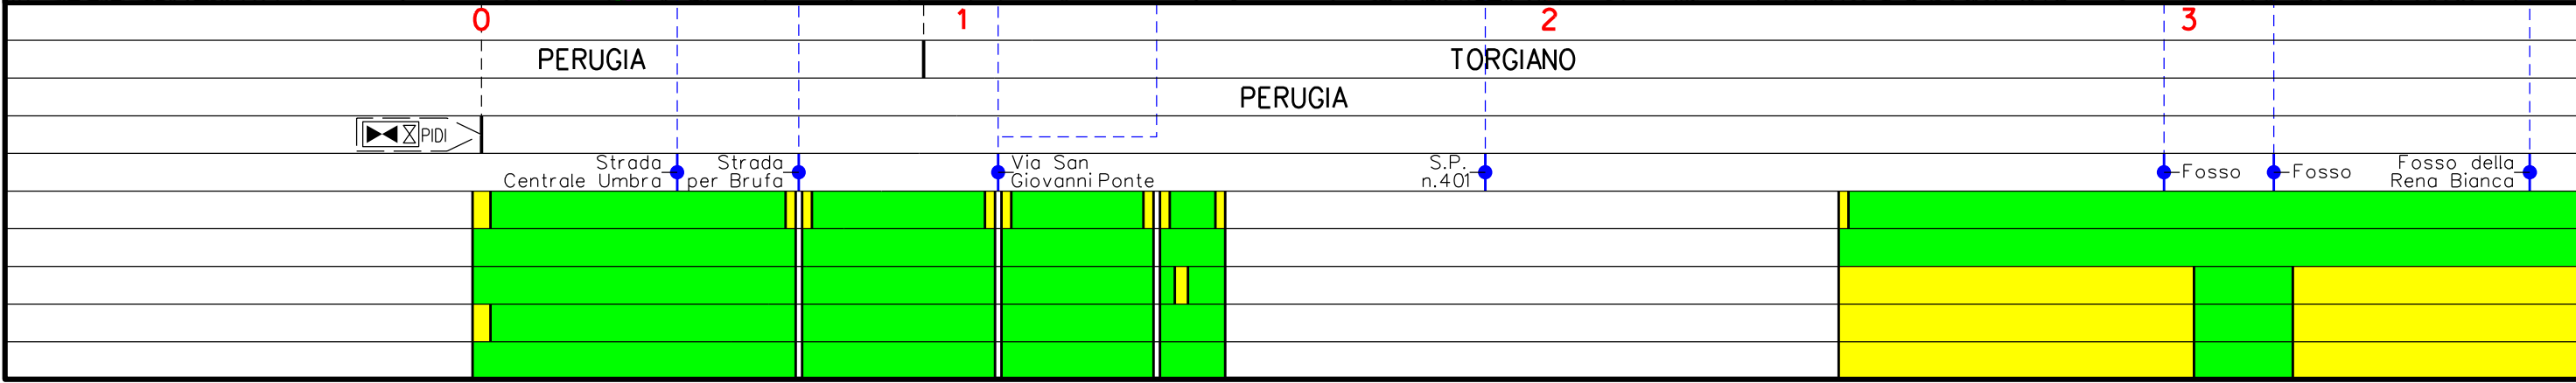 0 1 2 3
PERUGIA TORGIANO
PERUGIA
PIDI
Strada
Centrale Umbra
Strada
per Brufa
Via San
Giovanni Ponte
S.P.
n.401
Fosso
Fosso
Fosso della
Rena Bianca